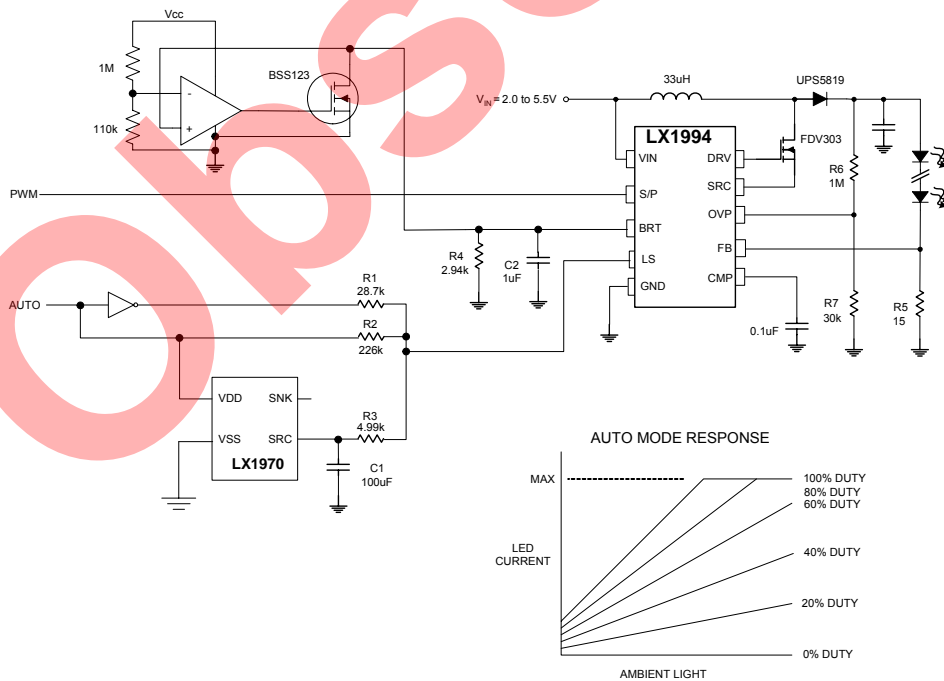 Obso
Vcc
1M
110k
-
+
BSS123
PWM
AUTO
R1
28.7k
R2
226k
R3
4.99k
C1
100uF
VDD
SNK
VSS
SRC
LX1970
R4
2.94k
C2
1uF
VIN = 2.0 to 5.5V
33uH
UPS5819
LX1994
VIN
DRV
S/P
SRC
BRT
OVP
LS
FB
GND
CMP
FDV303
R6
1M
R7
30k
R5
15
0.1uF
AUTO MODE RESPONSE
MAX
LED
CURRENT
100% DUTY
80% DUTY
60% DUTY
40% DUTY
20% DUTY
0% DUTY
AMBIENT LIGHT